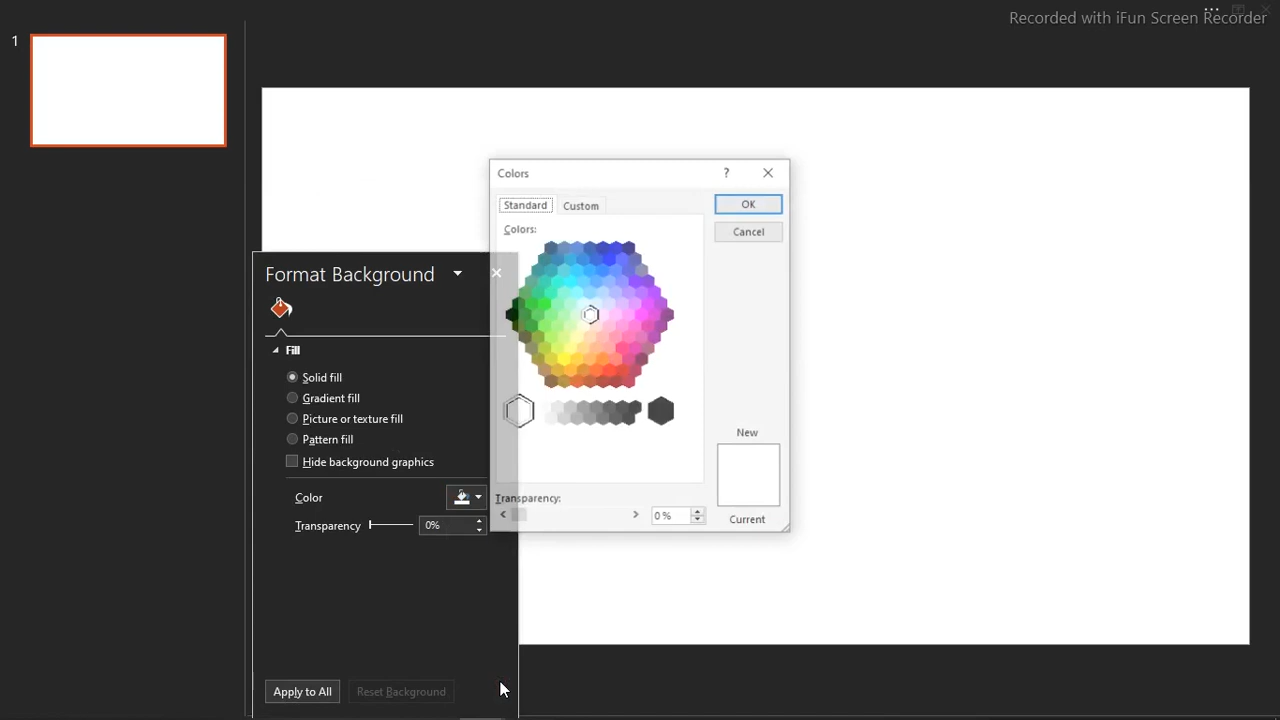 Recorded with iFun Screen Recorder
1
Colors
?
Standard
Custom
OK
Colors:
Cancel
Format Background
Fill
Solid fill
Gradient fill
Picture or texture fill
Pattern fill
New
Hide background graphics
Color
Transparency:
Transparency
0%
0 %
Current
Apply to All
Reset Background